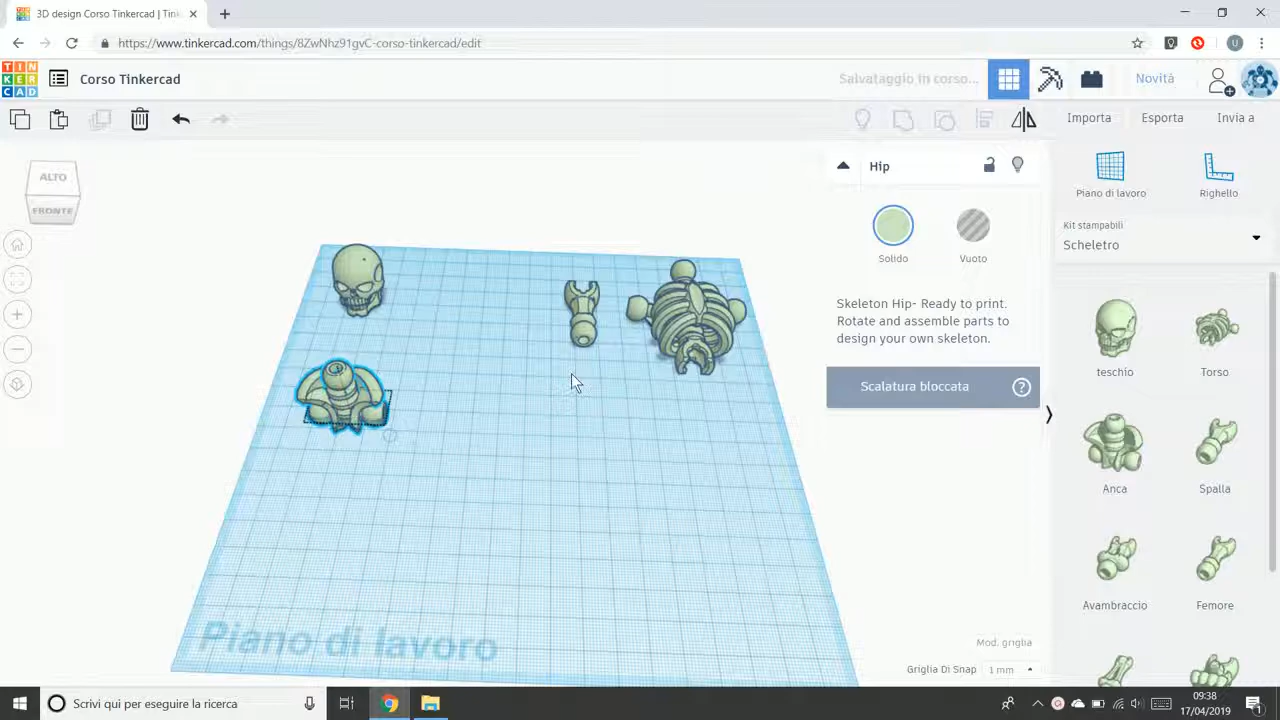 3D design Corso Tinkercad | Tink
https://www.tinkercad.com/things/8ZwNhz91gvC-corso-tinkercad/edit
U
TIN
KER
CAD
Corso Tinkercad
Salvataggio in corso...
Novità
Importa
Esporta
Invia a
ALTO
FRONTE
Hip
Solido
Vuoto
Skeleton Hip- Ready to print.
Rotate and assemble parts to
design your own skeleton.
Scalatura bloccata
?
Piano di lavoro
Righello
Kit stampabili
Scheletro
teschio
Torso
Anca
Spalla
Avambraccio
Femore
Piano di lavoro
Mod. griglia
Griglia Di Snap
1 mm
Scrivi qui per eseguire la ricerca
09:38
17/04/2019